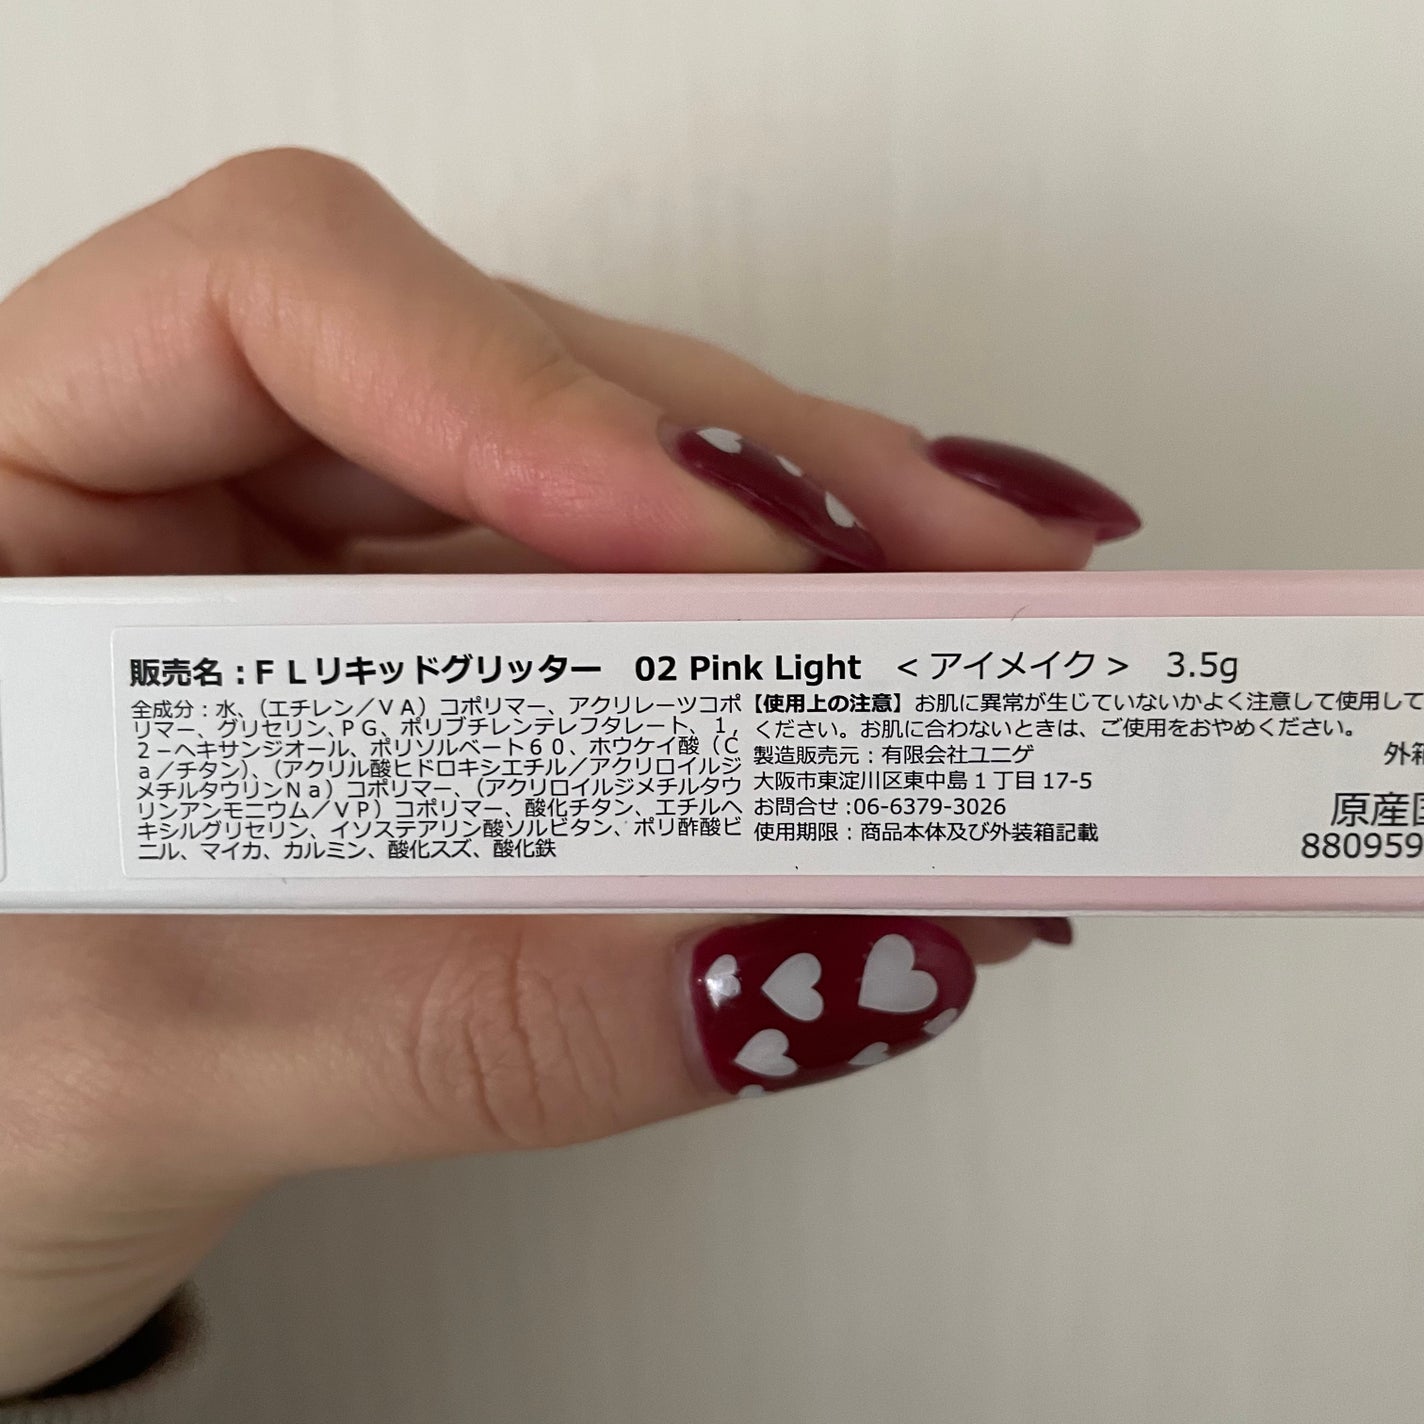 販売名：ＦＬリキッドグリッター　02 Pink Light　＜アイメイク＞　3.5g
全成分：水、（エチレン／ＶＡ）コポリマー、アクリレーツコポ
リマー、グリセリン、ＰＧ、ポリブチレンテレフタレート、１，
２－ヘキサンジオール、ポリソルベート６０、ホウケイ酸（Ｃ
ａ／チタン）、（アクリル酸ヒドロキシエチル／アクリロイルジ
メチルタウリンＮａ）コポリマー、（アクリロイルジメチルタウ
リンアンモニウム／ＶＰ）コポリマー、酸化チタン、エチルヘ
キシルグリセリン、イソステアリン酸ソルビタン、ポリ酢酸ビ
ニル、マイカ、カルミン、酸化スズ、酸化鉄
【使用上の注意】お肌に異常が生じていないかよく注意して使用して
ください。お肌に合わないときは、ご使用をおやめください。
製造販売元：有限会社ユニゲ
大阪市東淀川区東中島１丁目17-5
お問合せ:06-6379-3026
使用期限：商品本体及び外装箱記載
外箱
原産国
880959